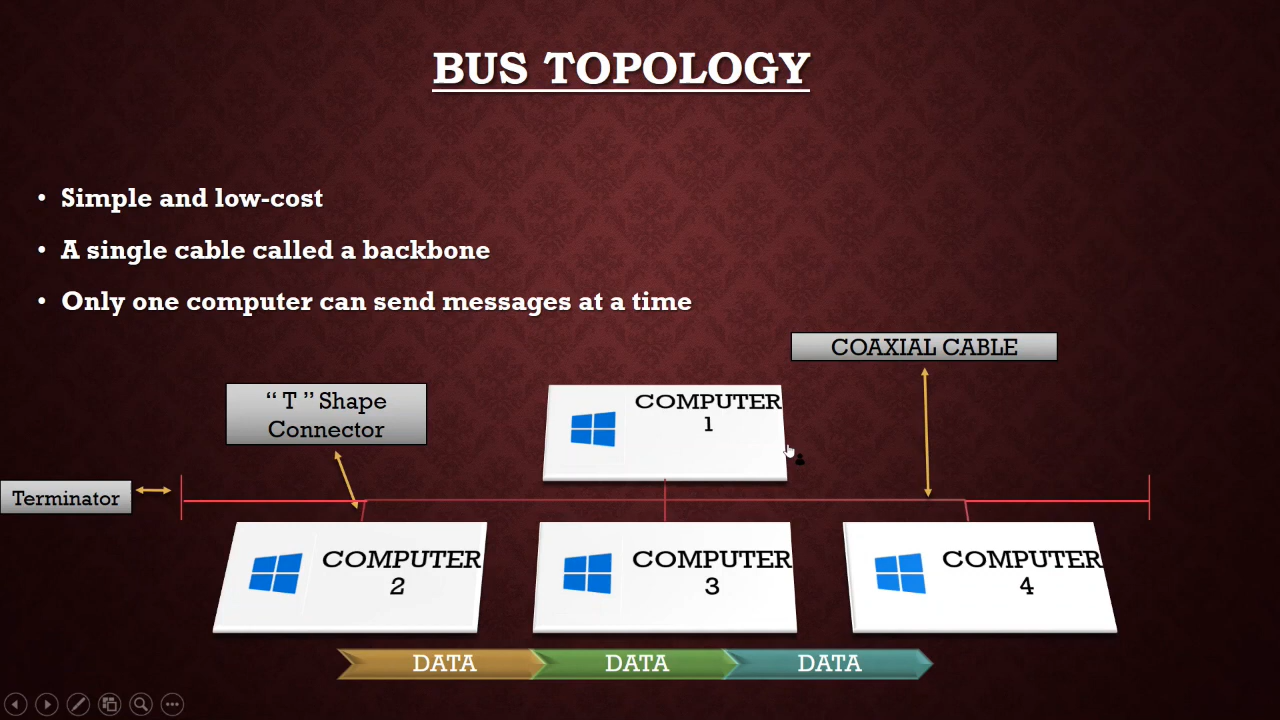 BUS TOPOLOGY
• Simple and low-cost
• A single cable called a backbone
• Only one computer can send messages at a time
COAXIAL CABLE
“ T ” Shape
Connector
COMPUTER
1
Terminator
COMPUTER
2
COMPUTER
3
COMPUTER
4
DATA
DATA
DATA